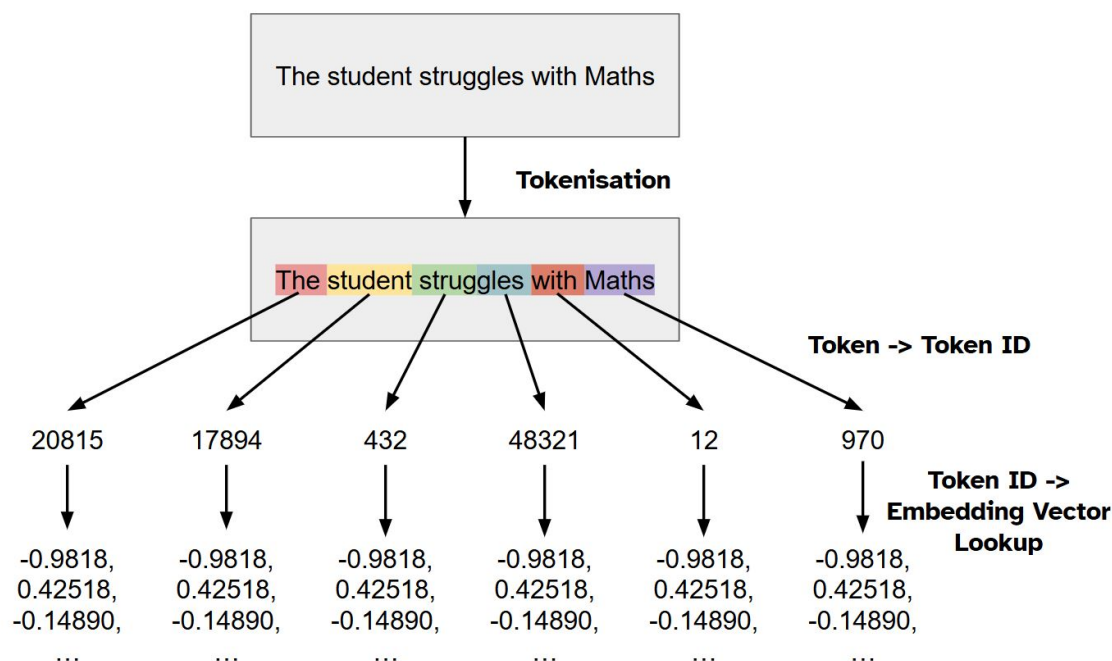 The student struggles with Maths
Tokenisation
The student struggles with Maths
Token -> Token ID
20815 17894 432 48321 12 970
Token ID ->
Embedding Vector
Lookup
-0.9818, -0.9818, -0.9818, -0.9818, -0.9818, -0.9818,
0.42518, 0.42518, 0.42518, 0.42518, 0.42518, 0.42518,
-0.14890, -0.14890, -0.14890, -0.14890, -0.14890, -0.14890,
... ... ... ... ... ...